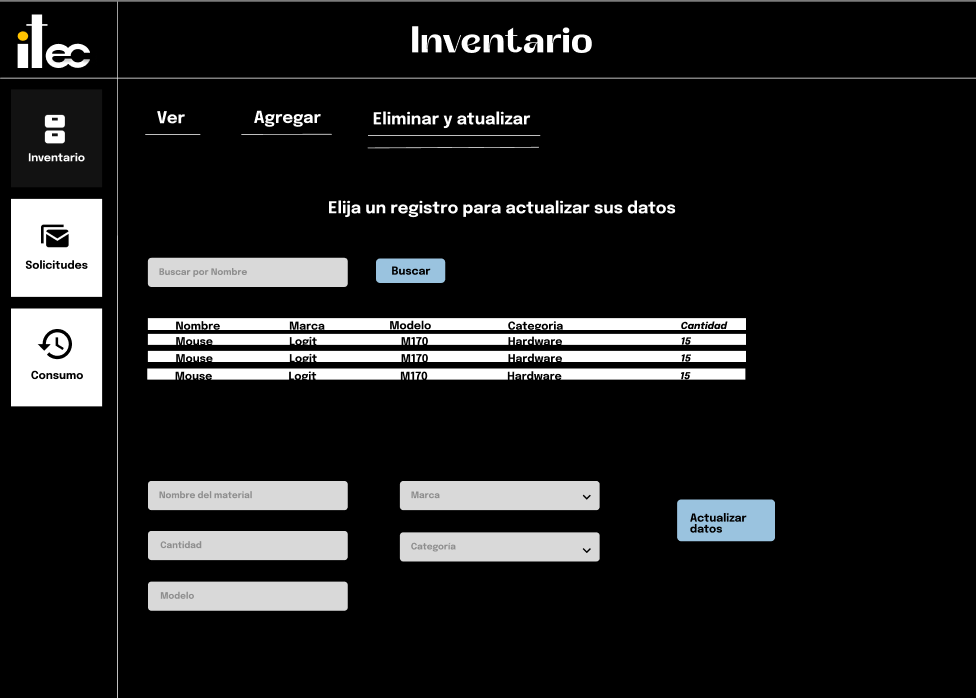 itec
Inventario
Inventario
Solicitudes
Consumo
Ver
Agregar
Eliminar y atualizar
Elija un registro para actualizar sus datos
Buscar por Nombre
Buscar
Nombre Marca Modelo Categoria Cantidad
Mouse Logit M170 Hardware 15
Mouse Logit M170 Hardware 15
Mouse Logit M170 Hardware 15
Nombre del material
Marca
Cantidad
Categoría
Modelo
Actualizar
datos